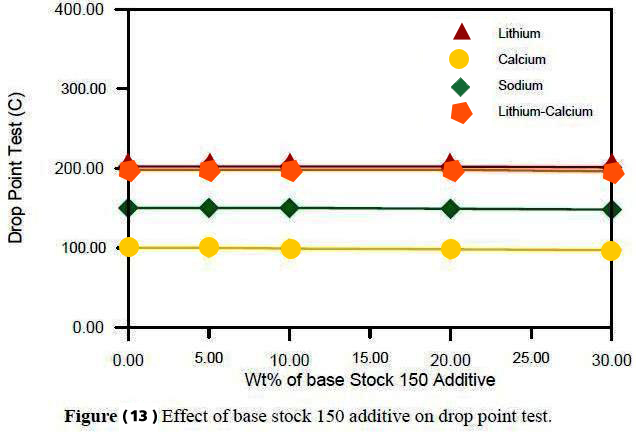 400.00
300.00
200.00
100.00
0.00
Drop Point Test (C)
Lithium
Calcium
Sodium
Lithium-Calcium
0.00 5.00 10.00 15.00 20.00 25.00 30.00
Wt% of base Stock 150 Additive
Figure (13) Effect of base stock 150 additive on drop point test.